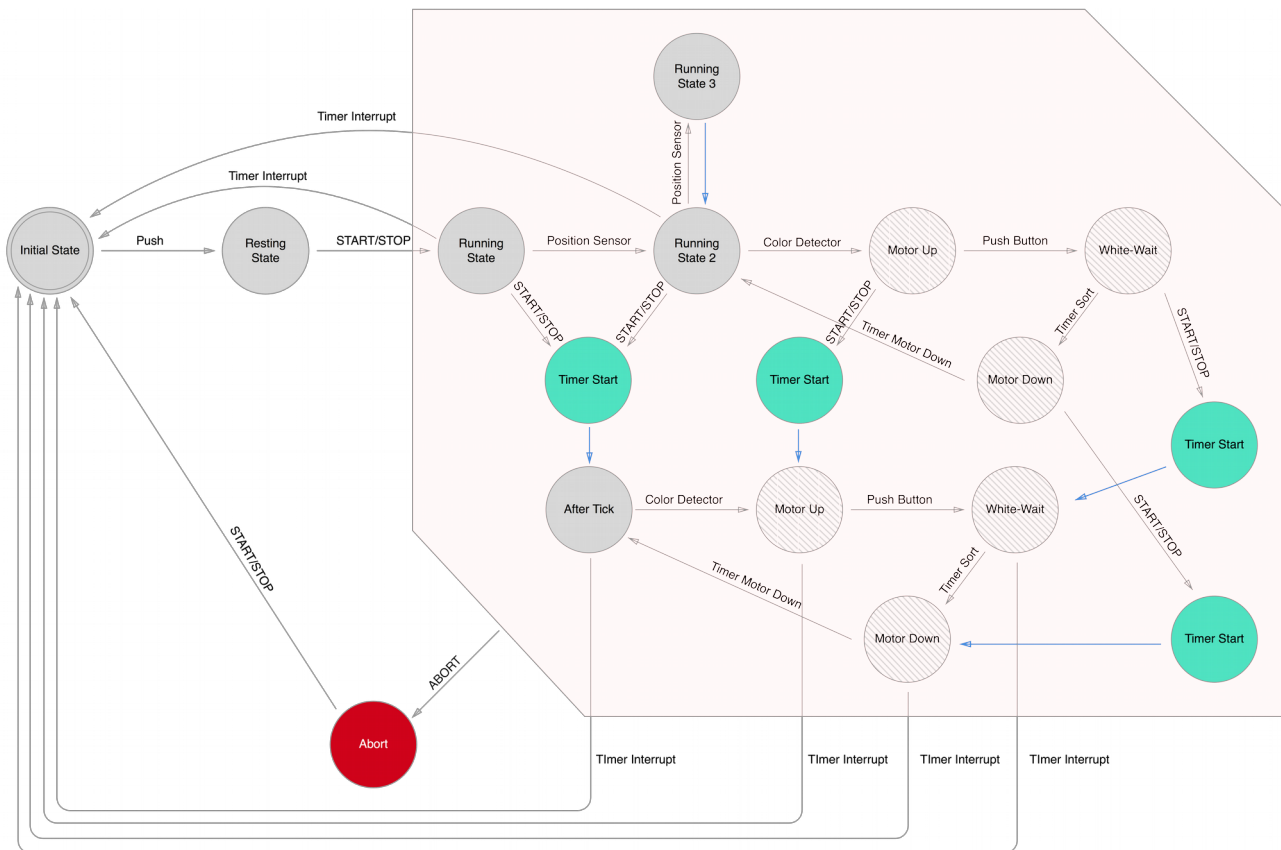 Running
State 3
Timer Interrupt
Position Sensor
Timer Interrupt
Initial State
Push
Resting
State
START/STOP
Running
State
Position Sensor
Running
State 2
Color Detector
Motor Up
Push Button
White-Wait
START/STOP
START/STOP
START/STOP
Timer Motor Down
Timer Sort
START/STOP
Timer Start
Timer Start
Motor Down
Timer Start
After Tick
Color Detector
Motor Up
Push Button
White-Wait
START/STOP
START/STOP
Timer Motor Down
Timer Sort
Motor Down
Timer Start
ABORT
Abort
TImer Interrupt
TImer Interrupt
TImer Interrupt
TImer Interrupt